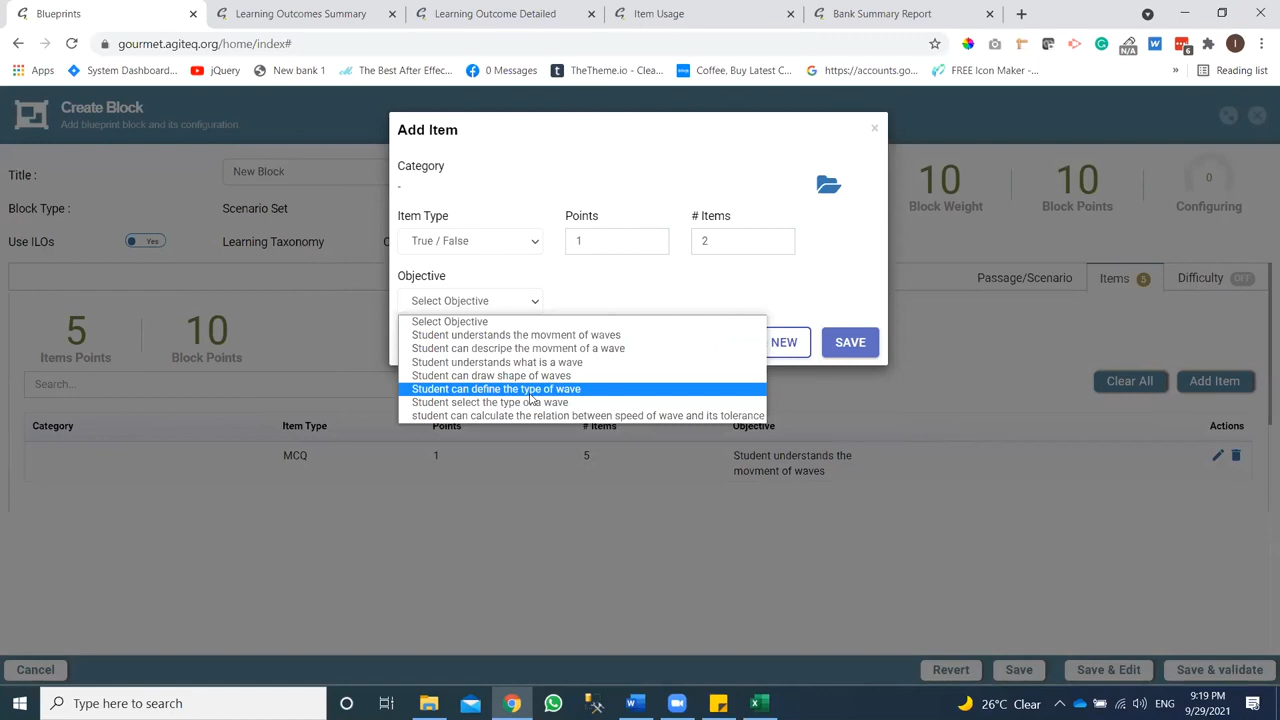 Blueprints
Learning Outcomes Summary
Learning Outcome Detailed
Item Usage
Bank Summary Report
gourmet.agiteq.org/home/index#
N/A
6
I
Apps
System Dashboard...
jQuery
New bank 1
The Best After Effec...
0 Messages
TheTheme.io - Clea...
Coffee, Buy Latest C...
https://accounts.go...
FREE Icon Maker -...
»
Reading list
Create Block
Add blueprint block and its configuration
Add Item
Category
-
Item Type
Points
# Items
True / False
1
2
Objective
Select Objective
Select Objective
Student understands the movment of waves
Student can descripe the movment of a wave
Student understands what is a wave
Student can draw shape of waves
Student can define the type of wave
Student select the type of a wave
student can calculate the relation between speed of wave and its tolerance
NEW
SAVE
Title :
New Block
Block Type :
Scenario Set
Use ILOs
Yes
Learning Taxonomy
10
Block Weight
10
Block Points
0
Configuring
Passage/Scenario
Items 5
Difficulty OFF
5
Items Points
10
Block Points
Search...
Clear All
Add Item
Category
Item Type
Points
# Items
Objective
Actions
MCQ
1
5
Student understands the
movment of waves
Cancel
Revert
Save
Save & Edit
Save & validate
Type here to search
26°C Clear
ENG
9:19 PM
9/29/2021